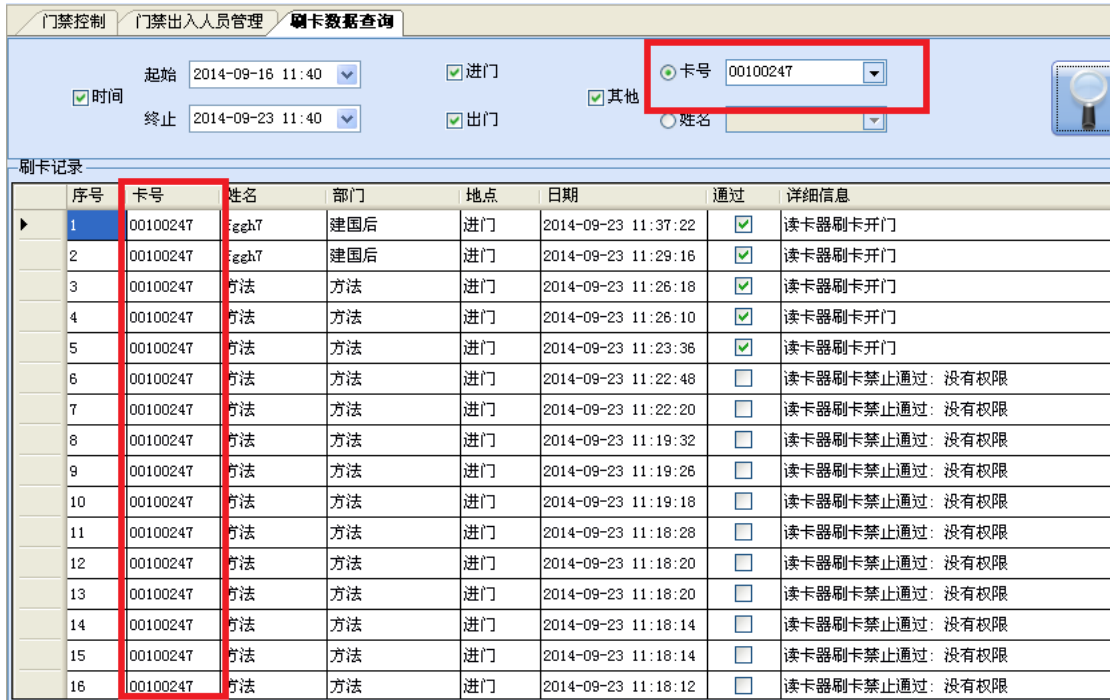 门禁控制 门禁出入人员管理 刷卡数据查询
起始 2014-09-16 11:40 进门 卡号 00100247
时间 其他
终止 2014-09-23 11:40 出门 姓名
刷卡记录
序号 卡号 姓名 部门 地点 日期 通过 详细信息
1 00100247 Eggh7 建国后 进门 2014-09-23 11:37:22 读卡器刷卡开门
2 00100247 Eggh7 建国后 进门 2014-09-23 11:29:16 读卡器刷卡开门
3 00100247 方法 方法 进门 2014-09-23 11:26:18 读卡器刷卡开门
4 00100247 方法 方法 进门 2014-09-23 11:26:10 读卡器刷卡开门
5 00100247 方法 方法 进门 2014-09-23 11:23:36 读卡器刷卡开门
6 00100247 方法 方法 进门 2014-09-23 11:22:48 读卡器刷卡禁止通过: 没有权限
7 00100247 方法 方法 进门 2014-09-23 11:22:20 读卡器刷卡禁止通过: 没有权限
8 00100247 方法 方法 进门 2014-09-23 11:19:32 读卡器刷卡禁止通过: 没有权限
9 00100247 方法 方法 进门 2014-09-23 11:19:26 读卡器刷卡禁止通过: 没有权限
10 00100247 方法 方法 进门 2014-09-23 11:19:18 读卡器刷卡禁止通过: 没有权限
11 00100247 方法 方法 进门 2014-09-23 11:18:28 读卡器刷卡禁止通过: 没有权限
12 00100247 方法 方法 进门 2014-09-23 11:18:20 读卡器刷卡禁止通过: 没有权限
13 00100247 方法 方法 进门 2014-09-23 11:18:20 读卡器刷卡禁止通过: 没有权限
14 00100247 方法 方法 进门 2014-09-23 11:18:14 读卡器刷卡禁止通过: 没有权限
15 00100247 方法 方法 进门 2014-09-23 11:18:14 读卡器刷卡禁止通过: 没有权限
16 00100247 方法 方法 进门 2014-09-23 11:18:12 读卡器刷卡禁止通过: 没有权限